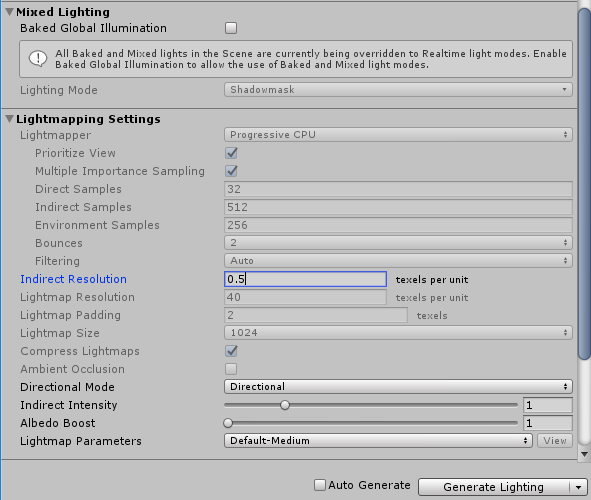 Mixed Lighting
Baked Global Illumination
All Baked and Mixed lights in the Scene are currently being overridden to Realtime light modes. Enable
Baked Global Illumination to allow the use of Baked and Mixed light modes.
Lighting Mode Shadowmask
Lightmapping Settings
Lightmapper Progressive CPU
Prioritize View
Multiple Importance Sampling
Direct Samples 32
Indirect Samples 512
Environment Samples 256
Bounces 2
Filtering Auto
Indirect Resolution 0.5 texels per unit
Lightmap Resolution 40 texels per unit
Lightmap Padding 2 texels
Lightmap Size 1024
Compress Lightmaps
Ambient Occlusion
Directional Mode Directional
Indirect Intensity 1
Albedo Boost 1
Lightmap Parameters Default-Medium View
Auto Generate Generate Lighting